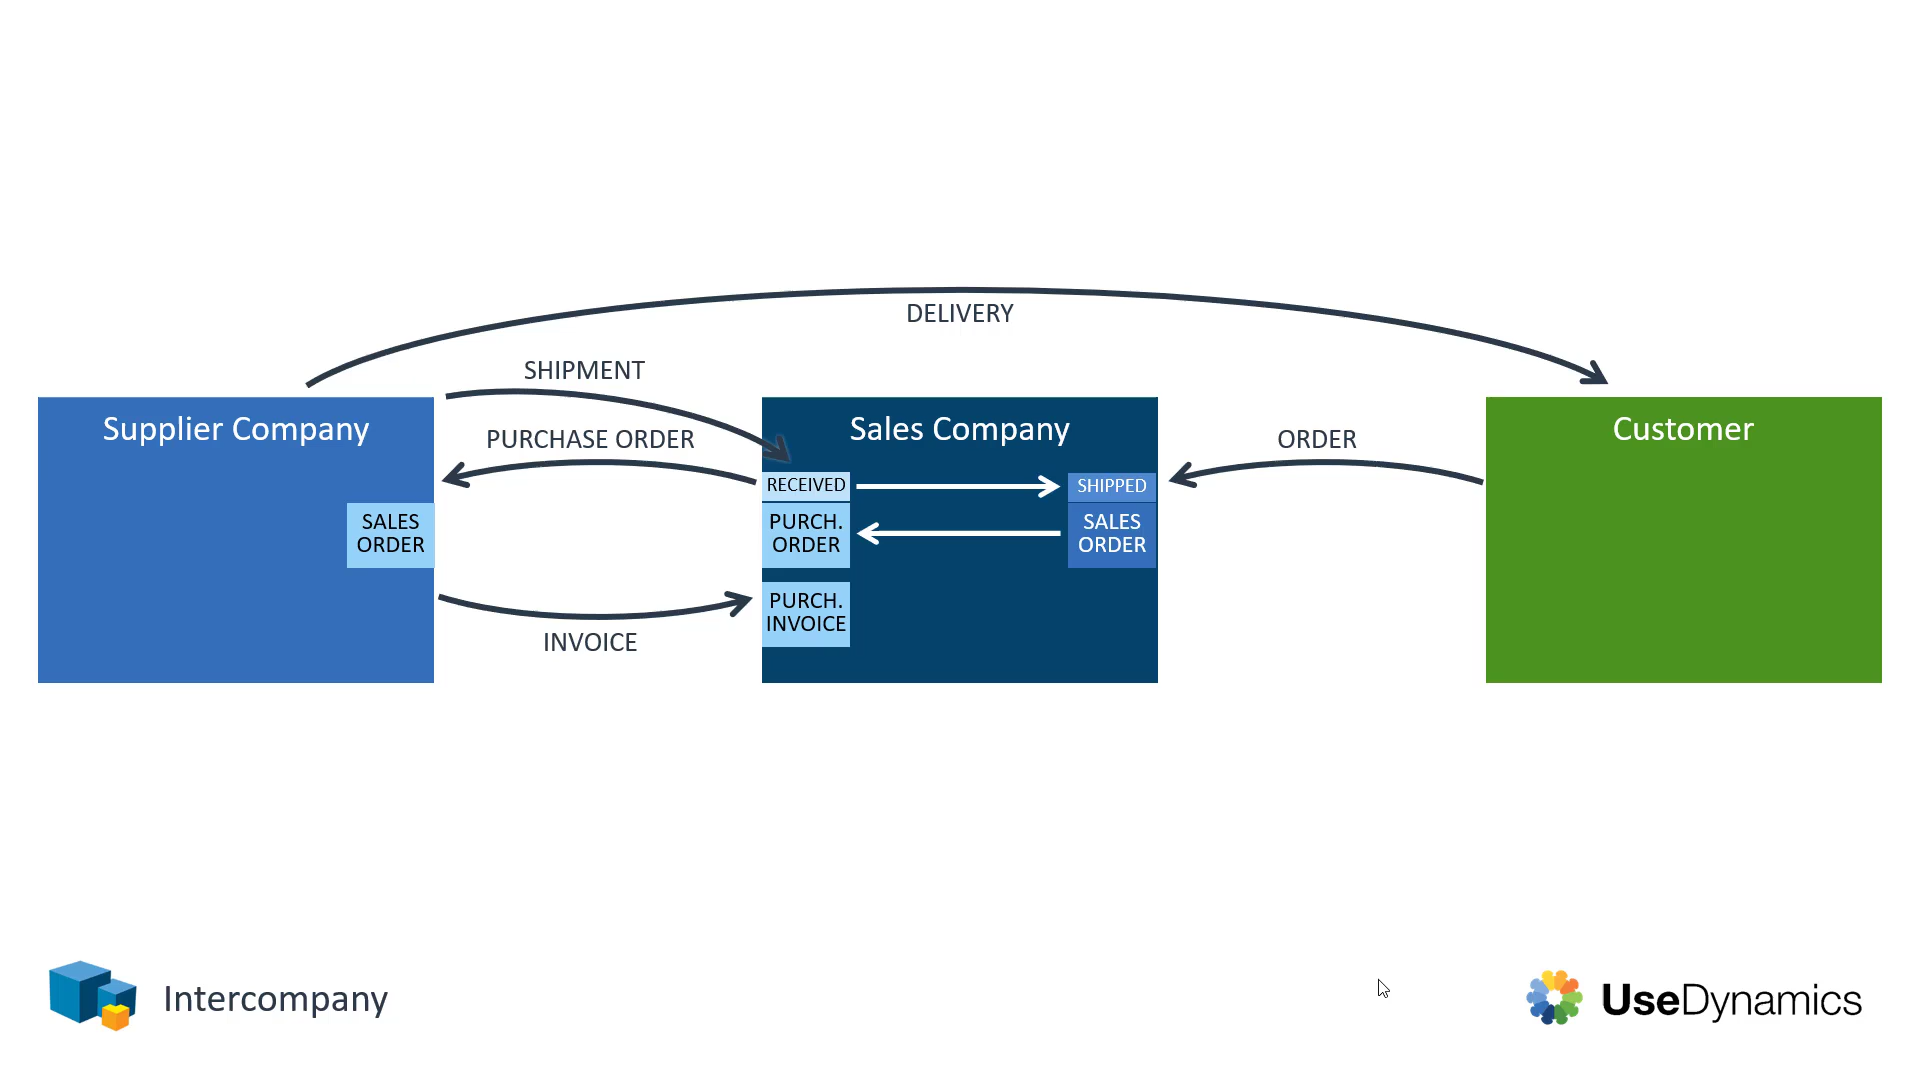 DELIVERY
SHIPMENT
Supplier Company
PURCHASE ORDER
Sales Company
ORDER
Customer
RECEIVED
SHIPPED
SALES
ORDER
PURCH.
ORDER
SALES
ORDER
PURCH.
INVOICE
INVOICE
Intercompany
UseDynamics